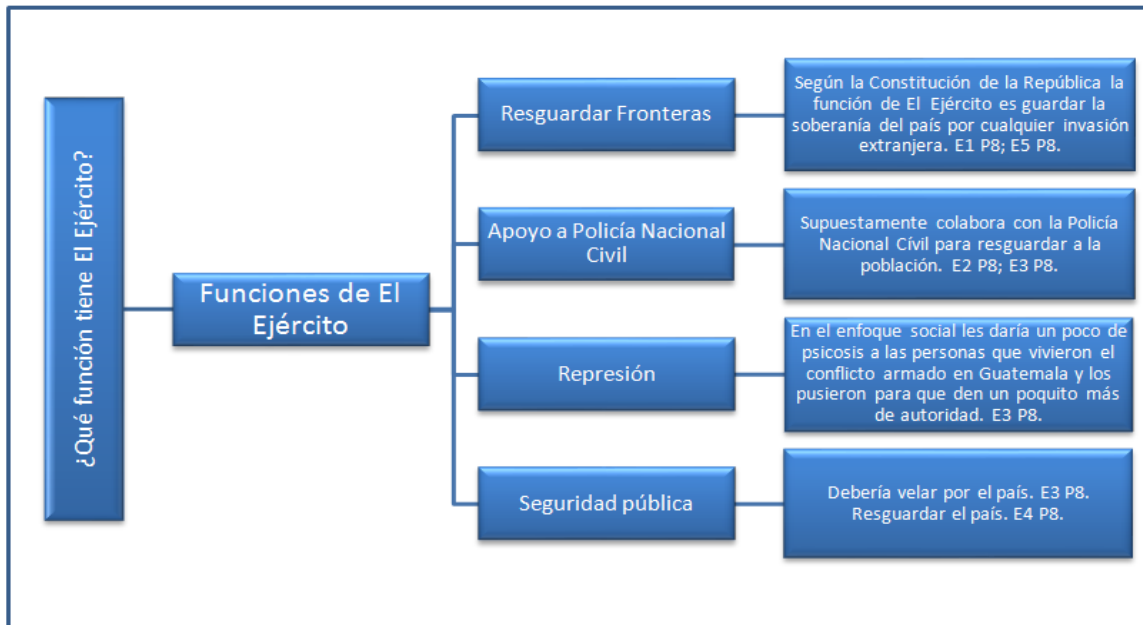 ¿Qué función tiene El Ejército?
Funciones de El
Ejército
Resguardar Fronteras
Según la Constitución de la República la
función de El Ejército es guardar la
soberanía del país por cualquier invasión
extranjera. E1 P8; E5 P8.
Apoyo a Policía Nacional
Civil
Supuestamente colabora con la Policía
Nacional Cívil para resguardar a la
población. E2 P8; E3 P8.
Represión
En el enfoque social les daría un poco de
psicosis a las personas que vivieron el
conflicto armado en Guatemala y los
pusieron para que den un poquito más
de autoridad. E3 P8.
Seguridad pública
Debería velar por el país. E3 P8.
Resguardar el país. E4 P8.